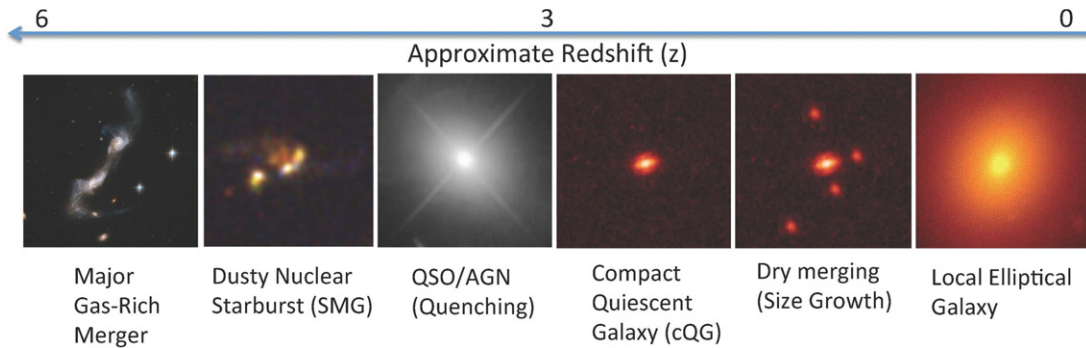 6 3 0
Approximate Redshift (z)
Major
Gas-Rich
Merger
Dusty Nuclear
Starburst (SMG)
QSO/AGN
(Quenching)
Compact
Quiescent
Galaxy (cQG)
Dry merging
(Size Growth)
Local Elliptical
Galaxy